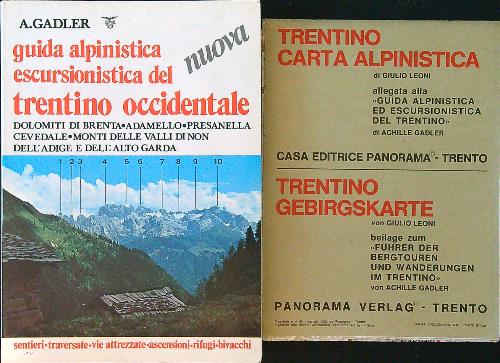 A. GADLER
nuova
guida alpinistica
escursionistica del
trentino occidentale
DOLOMITI DI BRENTA•ADAMELLO•PRESANELLA
CEVEDALE•MONTI DELLE VALLI DI NON
DELL'ADIGE E DELL'ALTO GARDA
1 2 3 4 5 6 7 8 9 10
sentieri•traversate•vie attrezzate•ascensioni•rifugi•bivacchi
TRENTINO
CARTA ALPINISTICA
di GIULIO LEONI
allegata alla
«GUIDA ALPINISTICA
ED ESCURSIONISTICA
DEL TRENTINO»
di ACHILLE GADLER
CASA EDITRICE PANORAMA - TRENTO
TRENTINO
GEBIRGSKARTE
von GIULIO LEONI
beilage zum
«FÜHRER DER
BERGTOUREN
UND WANDERUNGEN
IM TRENTINO»
von ACHILLE GADLER
PANORAMA VERLAG - TRENTO